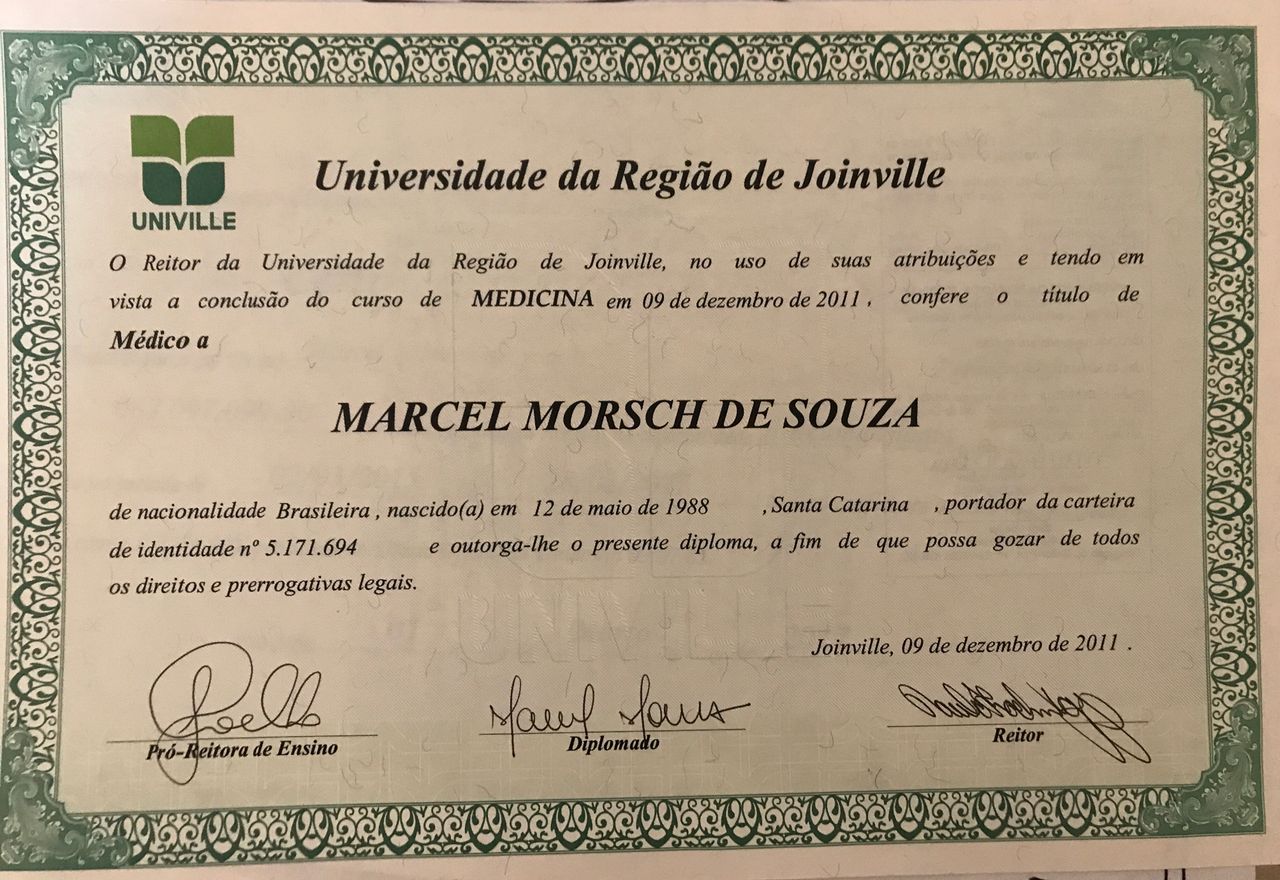 UNIVILLE
Universidade da Região de Joinville
O Reitor da Universidade da Região de Joinville, no uso de suas atribuições e tendo em
vista a conclusão do curso de MEDICINA em 09 de dezembro de 2011 , confere o título de
Médico a
MARCEL MORSCH DE SOUZA
de nacionalidade Brasileira , nascido(a) em 12 de maio de 1988 , Santa Catarina , portador da carteira
de identidade nº 5.171.694 e outorga-lhe o presente diploma, a fim de que possa gozar de todos
os direitos e prerrogativas legais.
UNIVILLE
Joinville, 09 de dezembro de 2011 .
Pró-Reitora de Ensino
Diplomado
Reitor